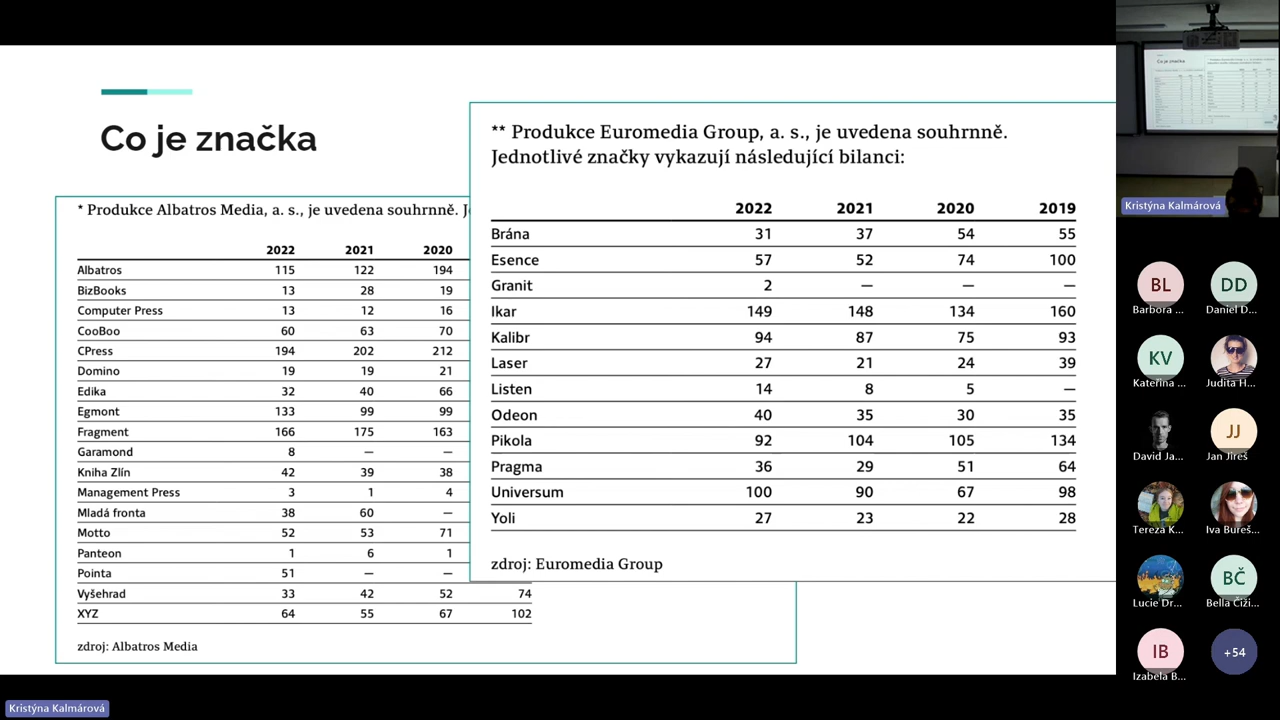 Co je značka
* Produkce Albatros Media, a. s., je uvedena souhrnně.
2022 2021 2020
Albatros 115 122 194
BizBooks 13 28 19
Computer Press 13 12 16
CooBoo 60 63 70
CPress 194 202 212
Domino 19 19 21
Edika 32 40 66
Egmont 133 99 99
Fragment 166 175 163
Garamond 8 — —
Kniha Zlín 42 39 38
Management Press 3 1 4
Mladá fronta 38 60 —
Motto 52 53 71
Panteon 1 6 1
Pointa 51 — —
Vyšehrad 33 42 52 74
XYZ 64 55 67 102
zdroj: Albatros Media
** Produkce Euromedia Group, a. s., je uvedena souhrnně.
Jednotlivé značky vykazují následující bilanci:
2022 2021 2020 2019
Brána 31 37 54 55
Esence 57 52 74 100
Granit 2 — — —
Ikar 149 148 134 160
Kalibr 94 87 75 93
Laser 27 21 24 39
Listen 14 8 5 —
Odeon 40 35 30 35
Pikola 92 104 105 134
Pragma 36 29 51 64
Universum 100 90 67 98
Yoli 27 23 22 28
zdroj: Euromedia Group
Co je značka
Kristýna Kalmárová
BL DD
Barbora ... Daniel D...
KV
Kateřina ... Judita H...
JJ
David Ja... Jan Jireš
Tereza K... Iva Bureš...
BČ
Lucie Dr... Bella Čiži...
IB +54
Izabela B...
Kristýna Kalmárová